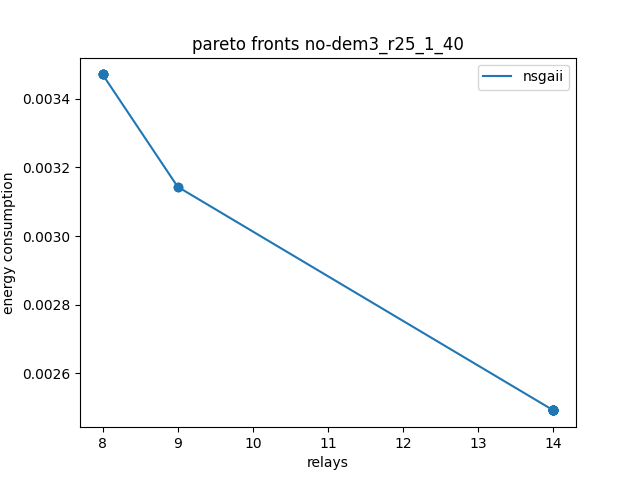 pareto fronts no-dem3_r25_1_40
nsgaii
0.0034
0.0032
0.0030
0.0028
0.0026
energy consumption
8 9 10 11 12 13 14
relays